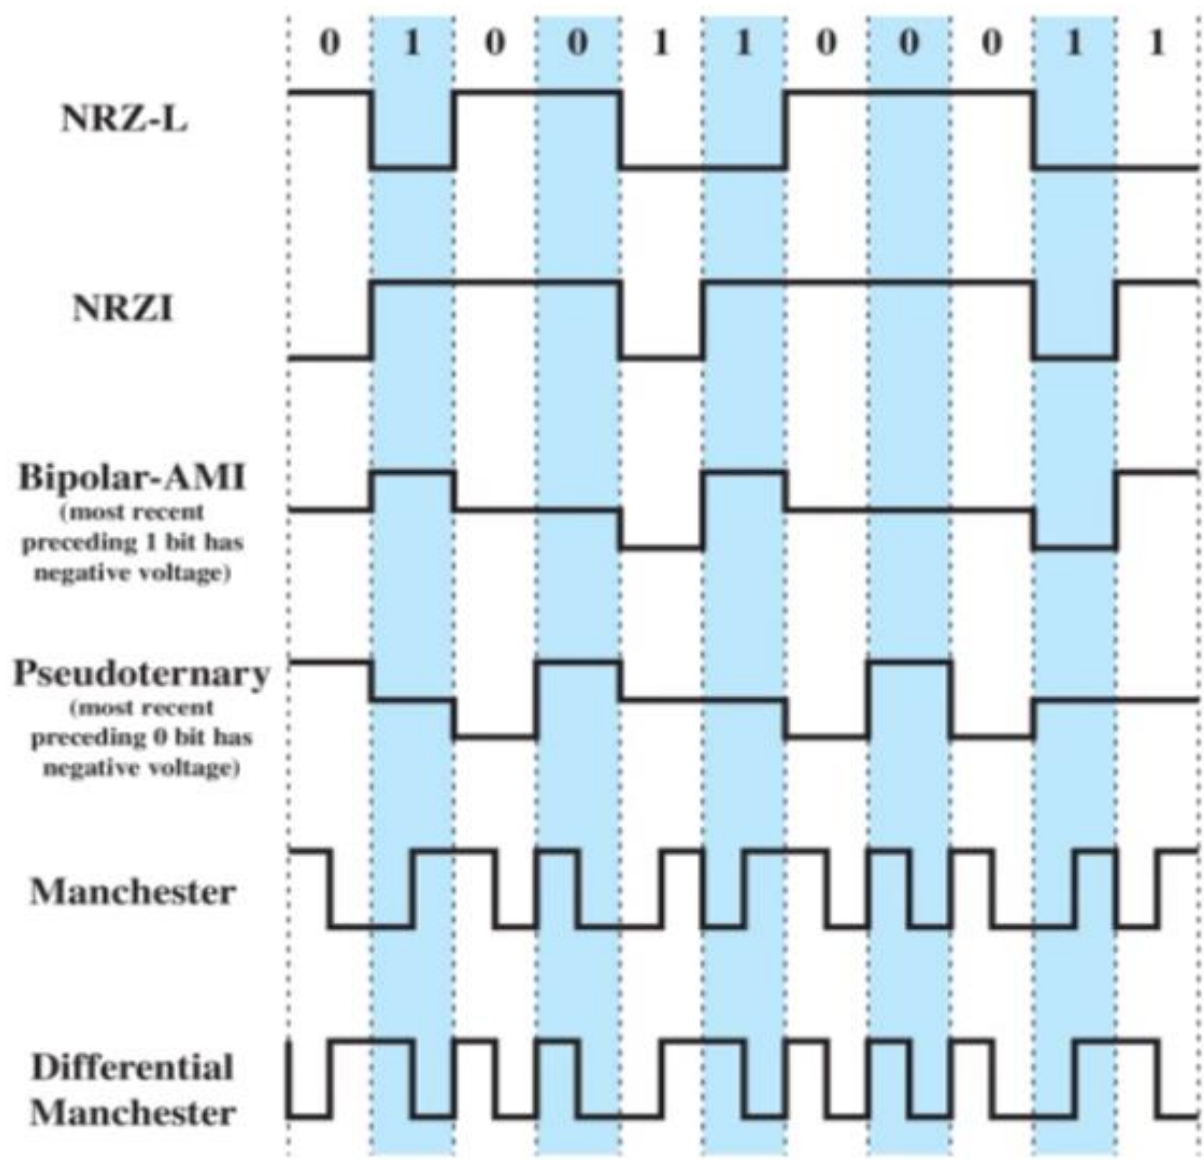 0 1 0 0 1 1 0 0 0 1 1
NRZ-L
NRZI
Bipolar-AMI
(most recent
preceding 1 bit has
negative voltage)
Pseudoternary
(most recent
preceding 0 bit has
negative voltage)
Manchester
Differential
Manchester